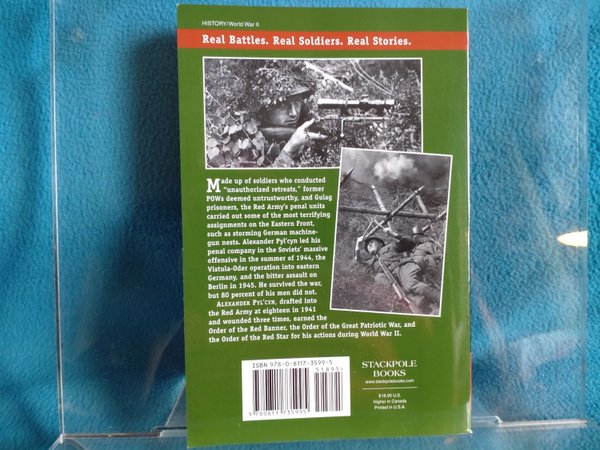 HISTORY/World War II
Real Battles. Real Soldiers. Real Stories.
Made up of soldiers who conducted
"unauthorized retreats," former
POWs deemed untrustworthy, and Gulag
prisoners, the Red Army's penal units
carried out some of the most terrifying
assignments on the Eastern Front,
such as storming German machine-
gun nests. Alexander Pyl'cyn led his
penal company in the Soviets' massive
offensive in the summer of 1944, the
Vistula-Oder operation into eastern
Germany, and the bitter assault on
Berlin in 1945. He survived the war,
but 80 percent of his men did not.
ALEXANDER PYL'CYN, drafted into
the Red Army at eighteen in 1941
and wounded three times, earned the
Order of the Red Banner, the Order of the Great Patriotic War, and
the Order of the Red Star for his actions during World War II.
ISBN 978-0-8117-3599-5
51895
9 780811 735995
STACKPOLE
BOOKS
www.stackpolebooks.com
$18.95 U.S.
Higher in Canada
Printed in U.S.A.